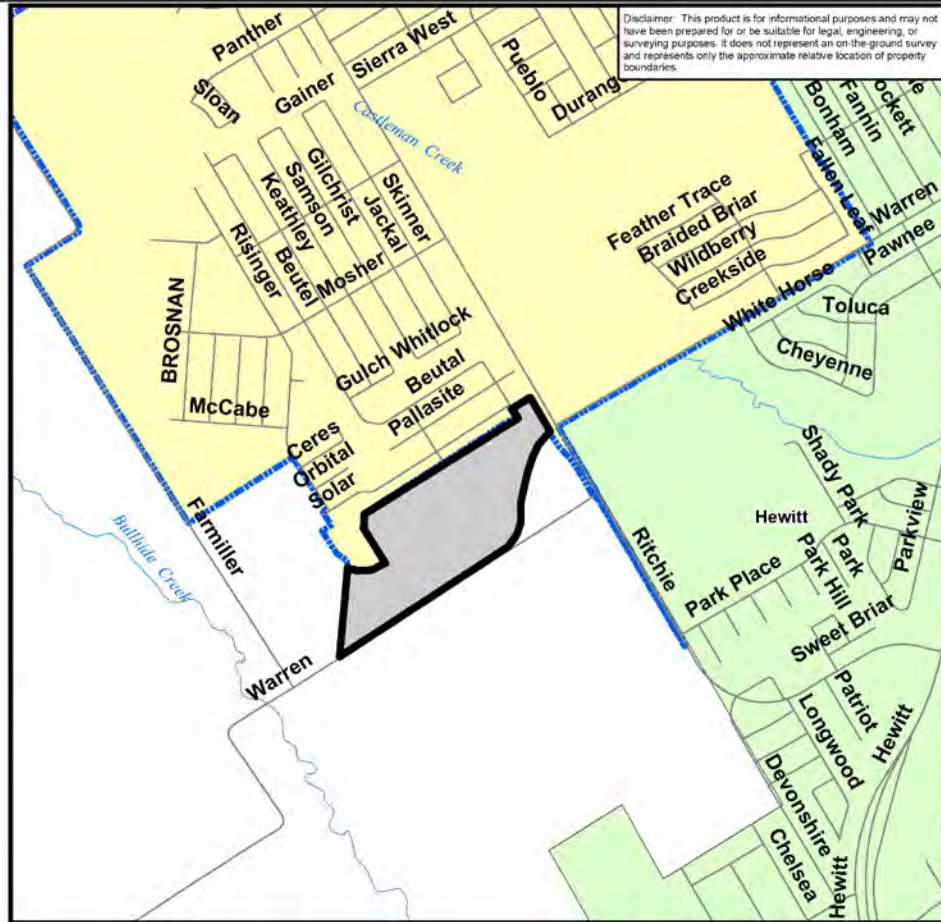 Disclaimer: This product is for informational purposes and may not
have been prepared for or be suitable for legal, engineering, or
surveying purposes. It does not represent an on-the-ground survey
and represents only the approximate relative location of property
boundaries.
Panther
Sierra West
Pueblo
Sloan
Gainer
Castleman Creek
Bonham
Fannin
Fallen Leaf
Warren
Pawnee
Gilchrist
Samson
Keathley
Jackal
Skinner
Risinger
Beutel
Mosher
Feather Trace
Braided Briar
Wildberry
Creekside
White Horse
Toluca
Cheyenne
BROSNAN
Gulch Whitlock
Beutal
Pallasite
McCabe
Ceres
Orbital
Solar
Farmiller
Bullhide Creek
Shady Park
Hewitt
Parkview
Ritchie
Park
Park Hill
Park Place
Sweet Briar
Warren
Patriot
Longwood
Hewitt
Devonshire
Chelsea
Hewitt